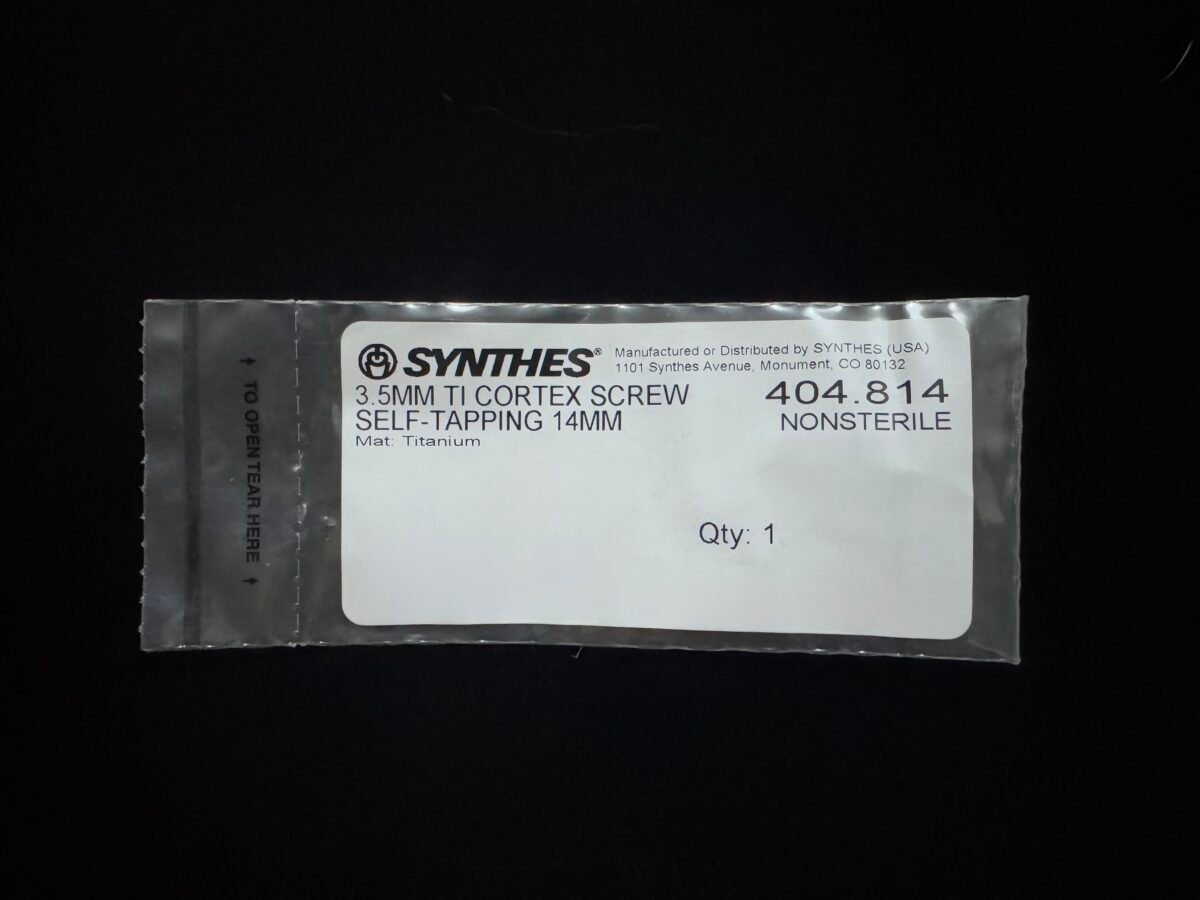 SYNTHES®
Manufactured or Distributed by SYNTHES (USA)
1101 Synthes Avenue, Monument, CO 80132
3.5MM TI CORTEX SCREW
404.814
SELF-TAPPING 14MM
NONSTERILE
Mat: Titanium
Qty: 1
TO OPEN TEAR HERE